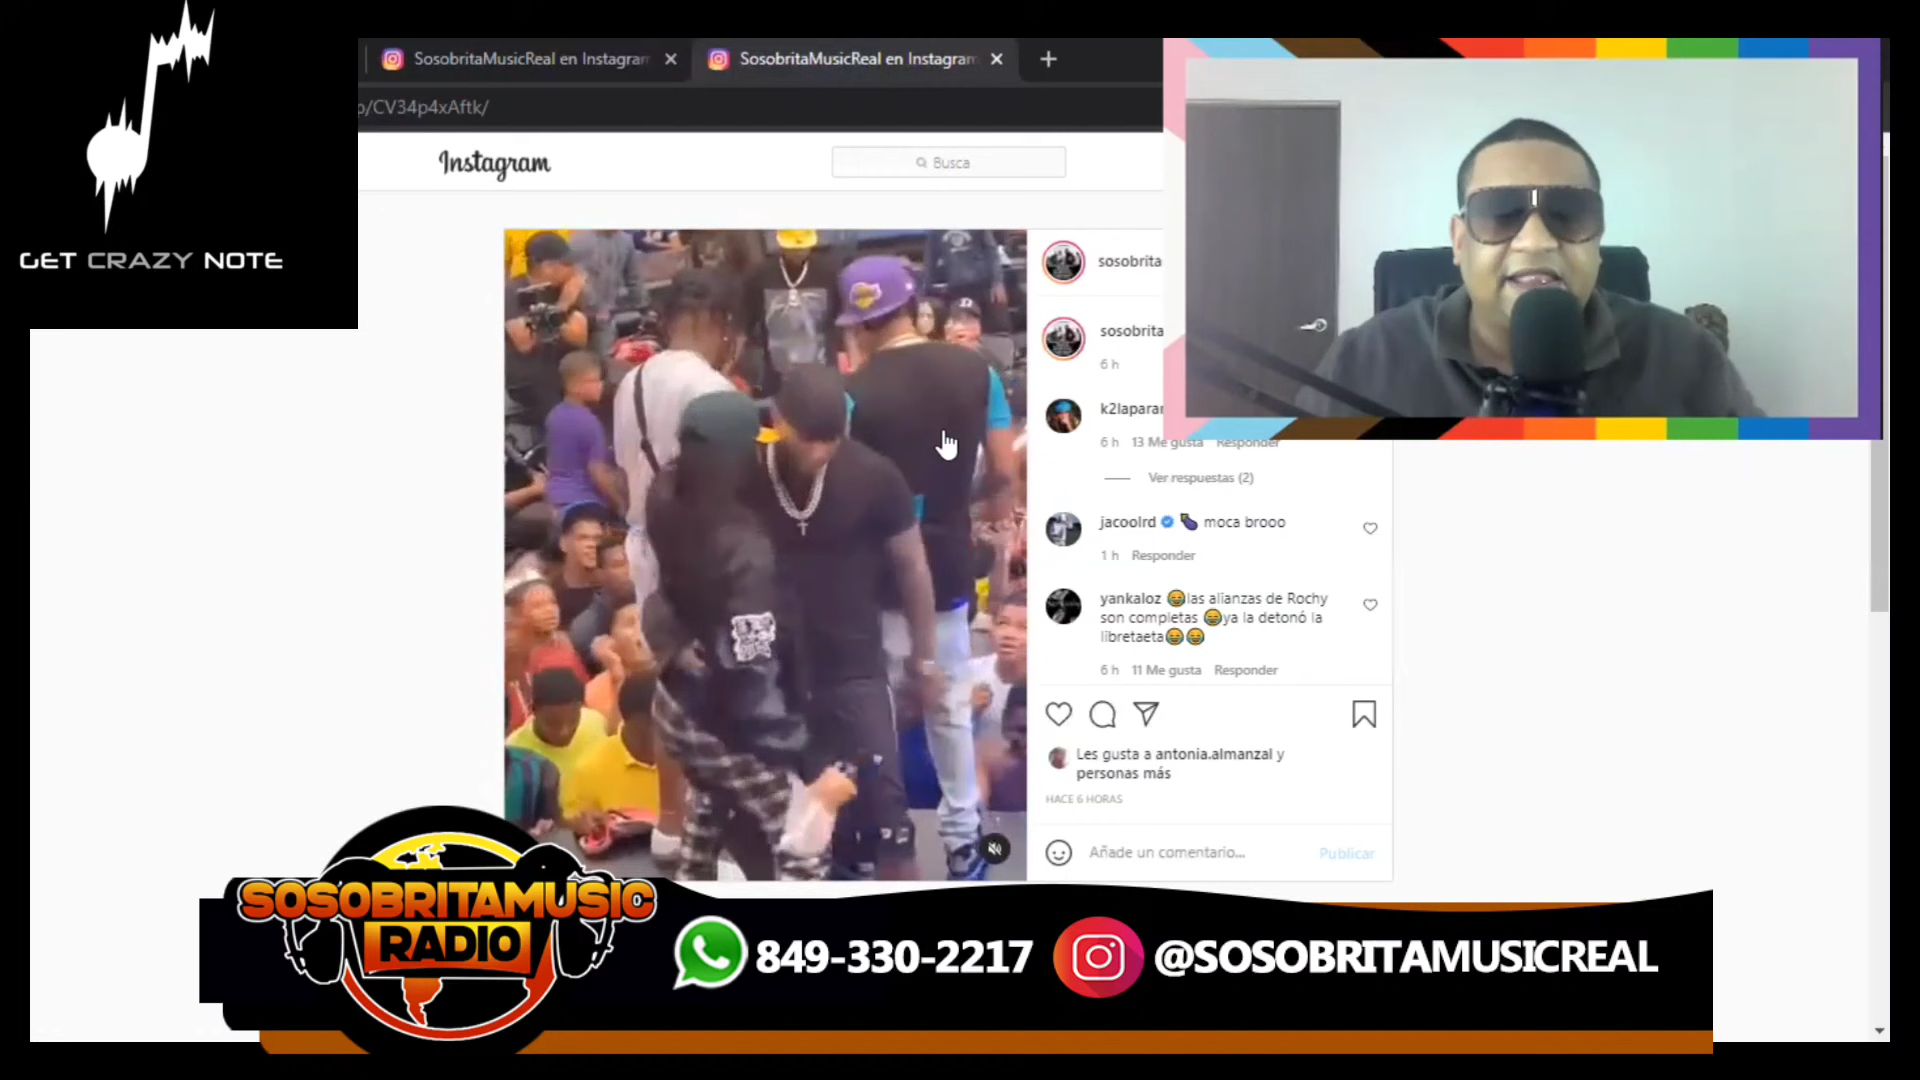 SosobritaMusicReal en Instagram
SosobritaMusicReal en Instagram
/CV34p4xAftk/
GET CRAZY NOTE
Instagram
Busca
sosobrita
sosobrita
6 h
k2laparar
6 h 13 Me gusta Responder
Ver respuestas (2)
jacoolrd moca brooo
1 h Responder
yankaloz 😂las alianzas de Rochy
son completas 😂ya la detonó la
libretaeta😂😂
6 h 11 Me gusta Responder
Les gusta a antonia.almanzal y
personas más
HACE 6 HORAS
Añade un comentario...
Publicar
SOSOBRITAMUSIC
RADIO
849-330-2217
@SOSOBRITAMUSICREAL